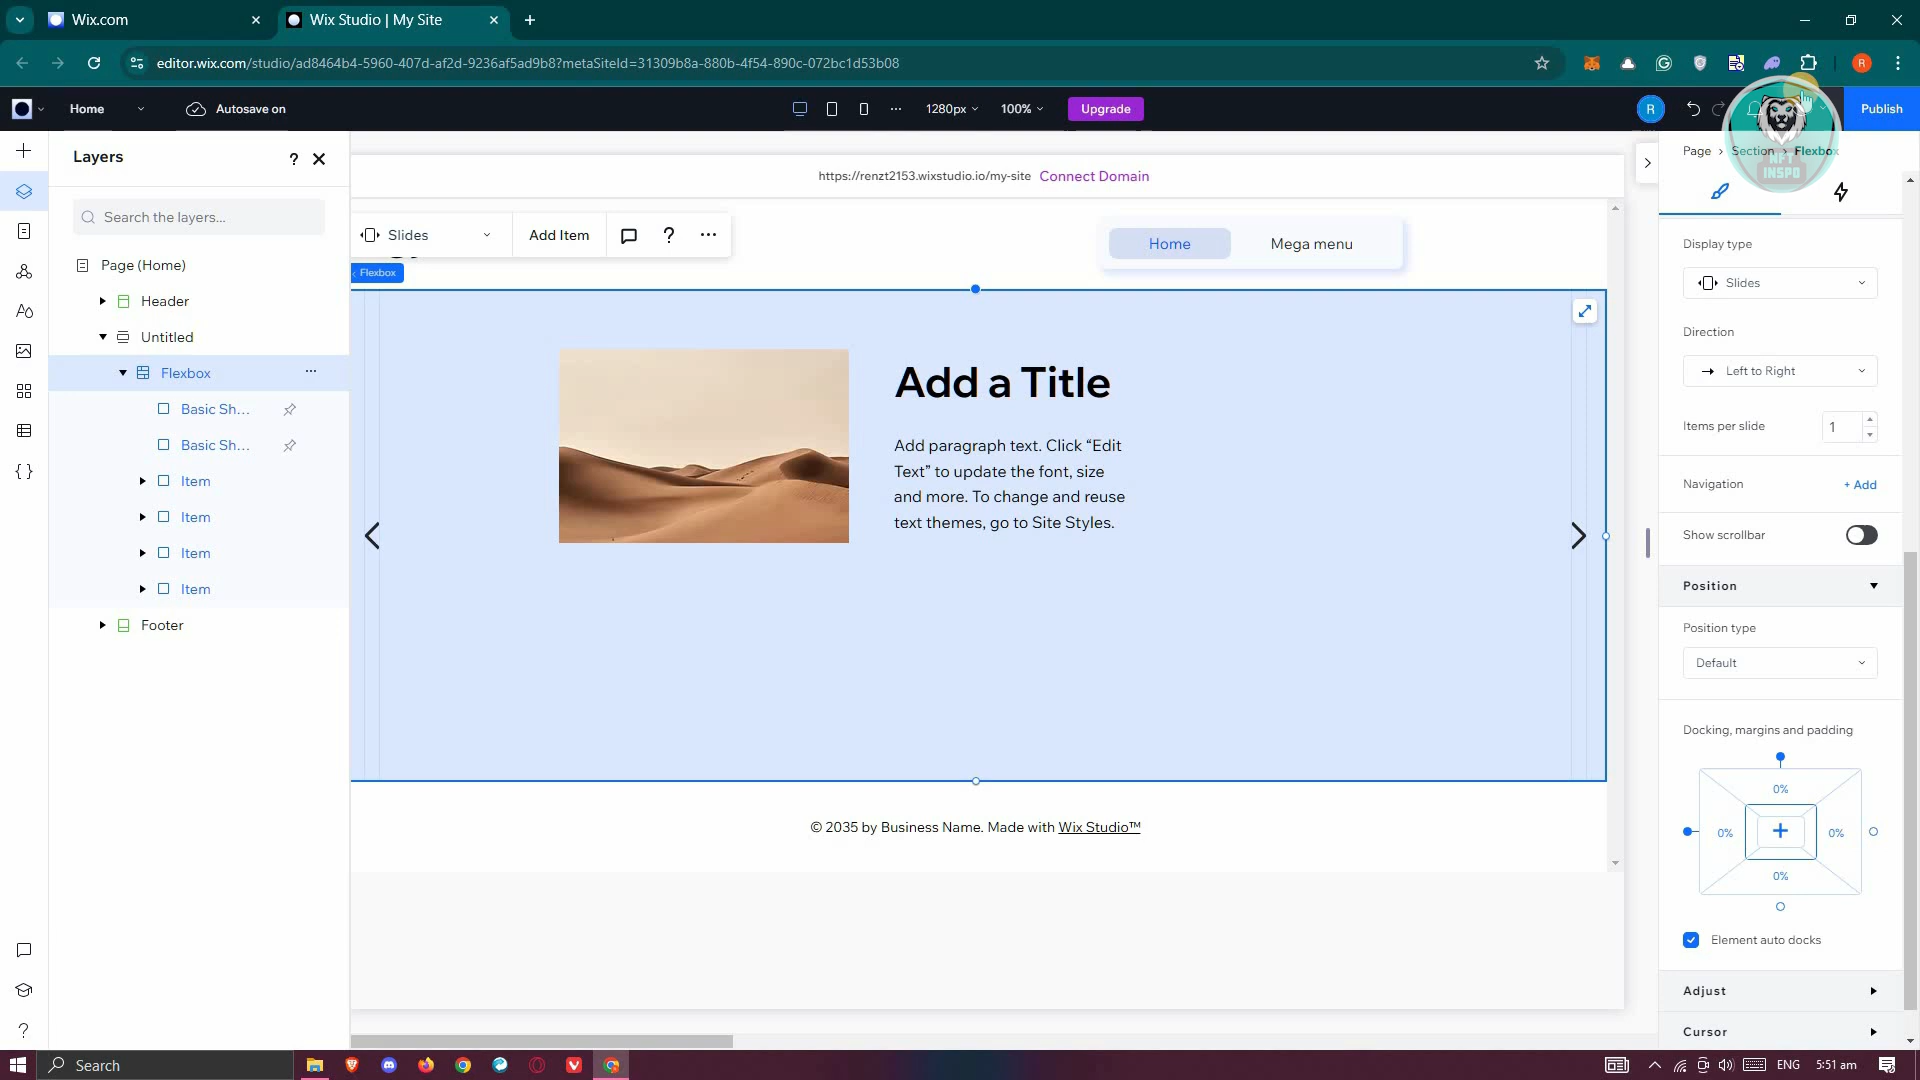 Wix.com
Wix Studio | My Site
editor.wix.com/studio/ad8464b4-5960-407d-af2d-9236af5ad9b8?metaSiteId=31309b8a-880b-4f54-890c-072bc1d53b08
R
Home
Autosave on
1280px
100%
Upgrade
R
Publish
Layers
?
Search the layers...
Page (Home)
Header
Untitled
Flexbox
Basic Sh...
Basic Sh...
Item
Item
Item
Item
Footer
https://renzt2153.wixstudio.io/my-site Connect Domain
Slides
Add Item
?
Flexbox
Home
Mega menu
Add a Title
Add paragraph text. Click “Edit
Text” to update the font, size
and more. To change and reuse
text themes, go to Site Styles.
© 2035 by Business Name. Made with Wix Studio™
Page > Section > Flexbox
NFT
INSPO
Display type
Slides
Direction
Left to Right
Items per slide
1
Navigation
+ Add
Show scrollbar
Position
Position type
Default
Docking, margins and padding
0%
0%
0%
0%
Element auto docks
Adjust
Cursor
?
Search
ENG
5:51 am